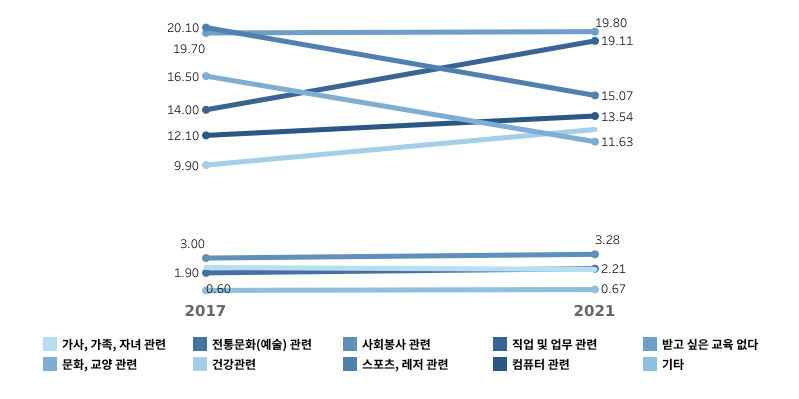 20.10
19.80
19.70
19.11
16.50
15.07
14.00
13.54
12.10
11.63
9.90
3.00
3.28
1.90
2.21
0.60
0.67
2017
2021
가사, 가족, 자녀 관련
전통문화(예술) 관련
사회봉사 관련
직업 및 업무 관련
받고 싶은 교육 없다
문화, 교양 관련
건강관련
스포츠, 레저 관련
컴퓨터 관련
기타